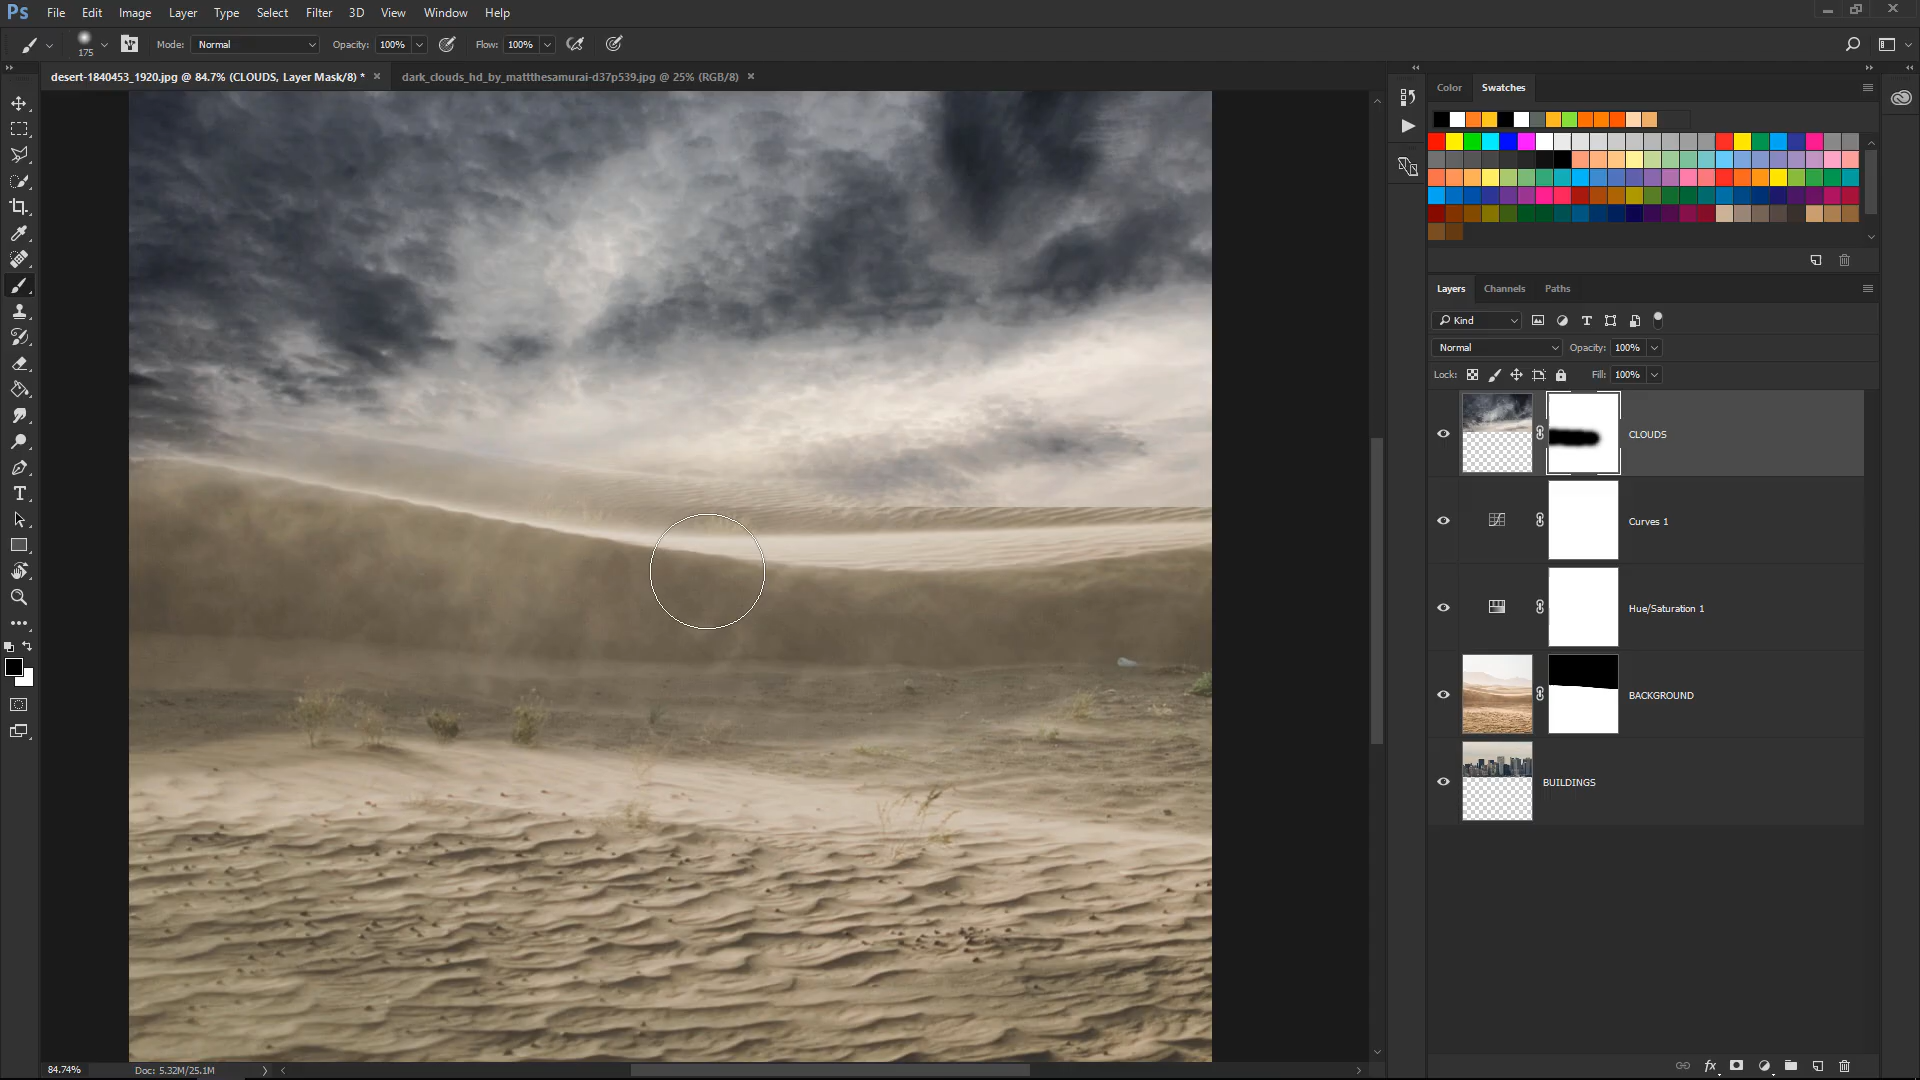 Ps File Edit Image Layer Type Select Filter 3D View Window Help
175 Mode: Normal Opacity: 100% Flow: 100%
desert-1840453_1920.jpg @ 84.7% (CLOUDS, Layer Mask/8) * × dark_clouds_hd_by_mattthesamurai-d37p539.jpg @ 25% (RGB/8) ×
Color Swatches
Layers Channels Paths
Kind
Normal Opacity: 100%
Lock: Fill: 100%
CLOUDS
Curves 1
Hue/Saturation 1
BACKGROUND
BUILDINGS
84.74% Doc: 5.32M/25.1M